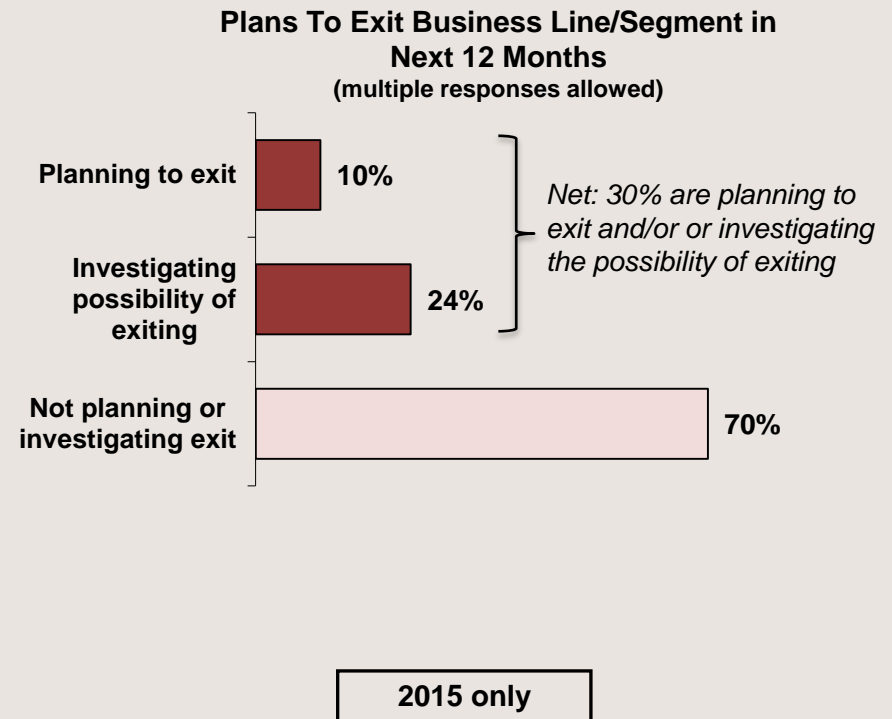 Plans To Exit Business Line/Segment in
Next 12 Months
(multiple responses allowed)
Planning to exit
10%
Net: 30% are planning to
exit and/or or investigating
the possibility of exiting
Investigating
possibility of
exiting
24%
Not planning or
investigating exit
70%
2015 only